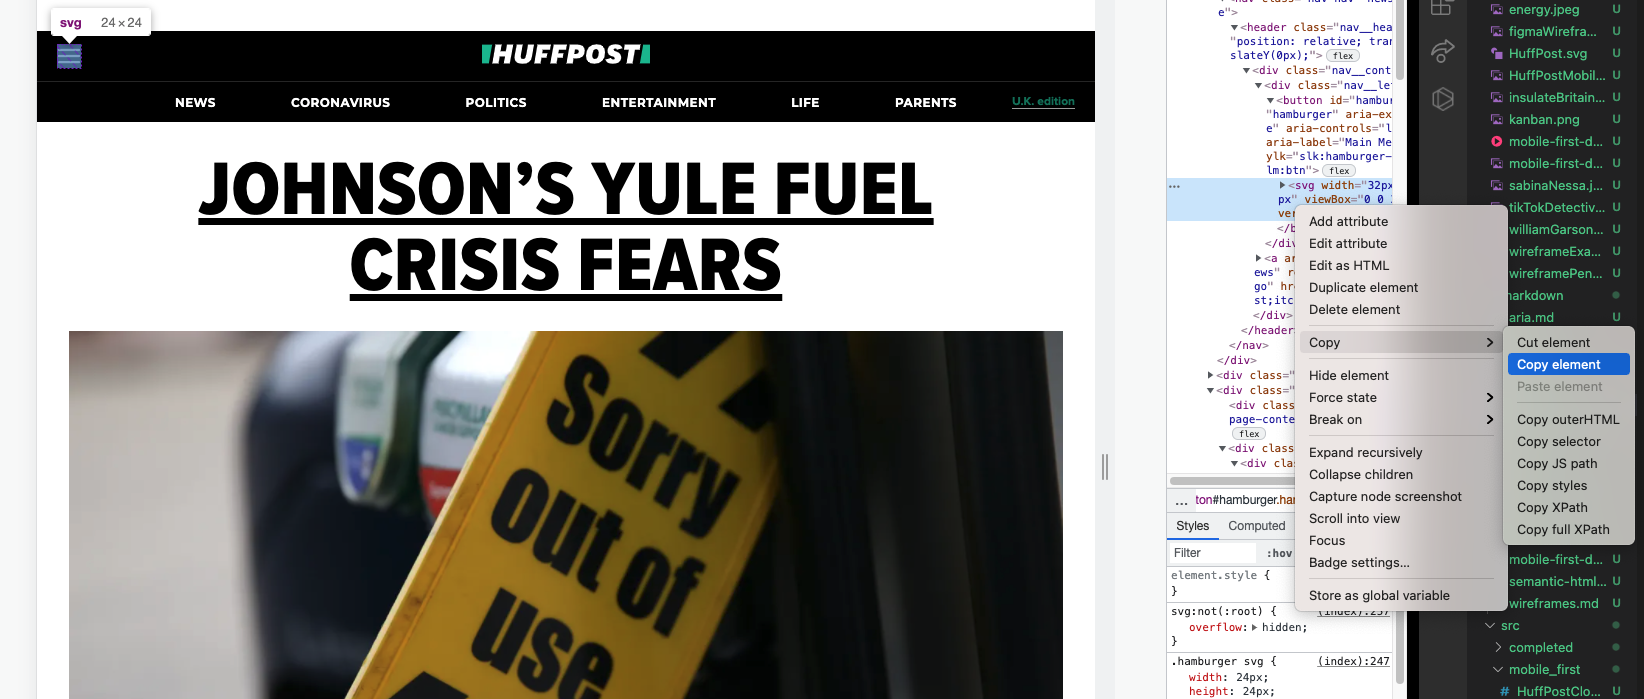 svg 24 × 24
HUFFPOST
NEWS CORONAVIRUS POLITICS ENTERTAINMENT LIFE PARENTS U.K. edition
JOHNSON’S YULE FUEL
CRISIS FEARS
Sorry
out of
use
e">
<header class="nav__hea
"position: relative; tran
slateY(0px);"> flex
<div class="nav__cont
<div class="nav__le
<button id="hambur
"hamburger" aria-ex
e" aria-controls="l
aria-label="Main Me
ylk="slk:hamburger-
lm:btn"> flex
… <svg width="32px
px" viewBox="0 0
ver
</b
</div
<a ar
ews" r
go" hr
st;itc
</div>
</header
</nav>
</div>
<div class="
<div class="
<div class
page-conte
flex
<div class
<div cla
… ton#hamburger.ham
Styles Computed
Filter :hov
element.style {
}
svg:not(:root) { (index):257
overflow: hidden;
}
.hamburger svg { (index):247
width: 24px;
height: 24px;
Add attribute
Edit attribute
Edit as HTML
Duplicate element
Delete element
Copy
Hide element
Force state
Break on
Expand recursively
Collapse children
Capture node screenshot
Scroll into view
Focus
Badge settings...
Store as global variable
Cut element
Copy element
Paste element
Copy outerHTML
Copy selector
Copy JS path
Copy styles
Copy XPath
Copy full XPath
energy.jpeg U
figmaWirefra... U
HuffPost.svg U
HuffPostMobil... U
insulateBritain... U
kanban.png U
mobile-first-d... U
mobile-first-d... U
sabinaNessa.j... U
tikTokDetectiv... U
williamGarson... U
wireframeExa... U
wireframePen... U
arkdown
aria.md U
mobile-first-d... U
semantic-html... U
wireframes.md U
src
completed
mobile_first
# HuffPostClo... U